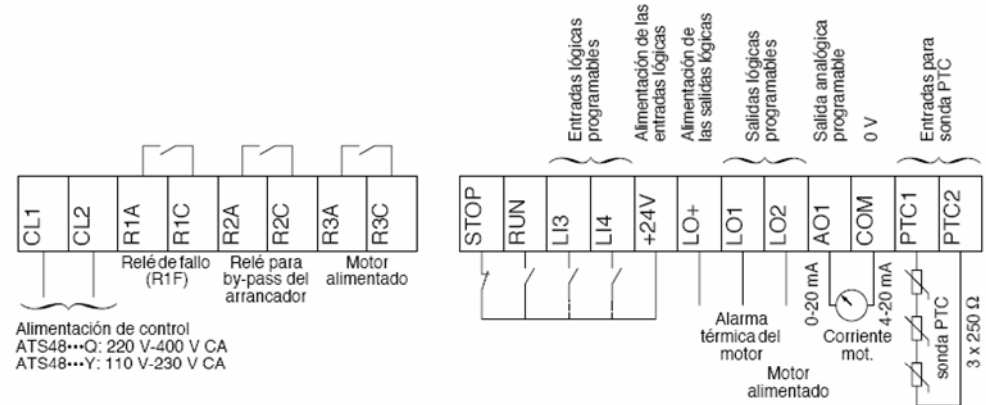 Entradas lógicas
programables
Alimentación de las
entradas lógicas
Alimentación de
las salidas lógicas
Salidas lógicas
programables
Salida analógica
programable
0 V
Entradas para
sonda PTC
CL1
CL2
R1A
R1C
R2A
R2C
R3A
R3C
STOP
RUN
LI3
LI4
+24V
LO+
LO1
LO2
AO1
COM
PTC1
PTC2
Relé de fallo
(R1F)
Relé para
by-pass del
arrancador
Motor
alimentado
Alimentación de control
ATS48•••Q: 220 V-400 V CA
ATS48•••Y: 110 V-230 V CA
Alarma
térmica del
motor
Motor
alimentado
0-20 mA
4-20 mA
Corriente
mot.
sonda PTC
3 x 250 Ω